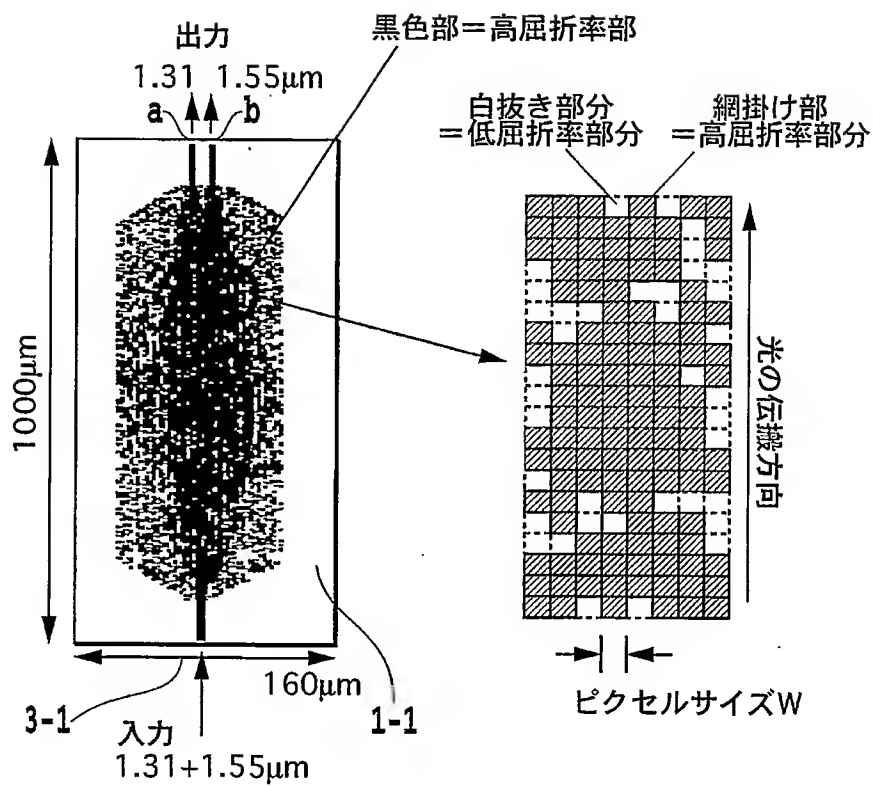 出力
1.31 1.55μm
a b
黒色部=高屈折率部
白抜き部分
=低屈折率部分
網掛け部
=高屈折率部分
1000μm
光の伝搬方向
160μm
3-1
1-1
入力
1.31+1.55μm
ピクセルサイズW